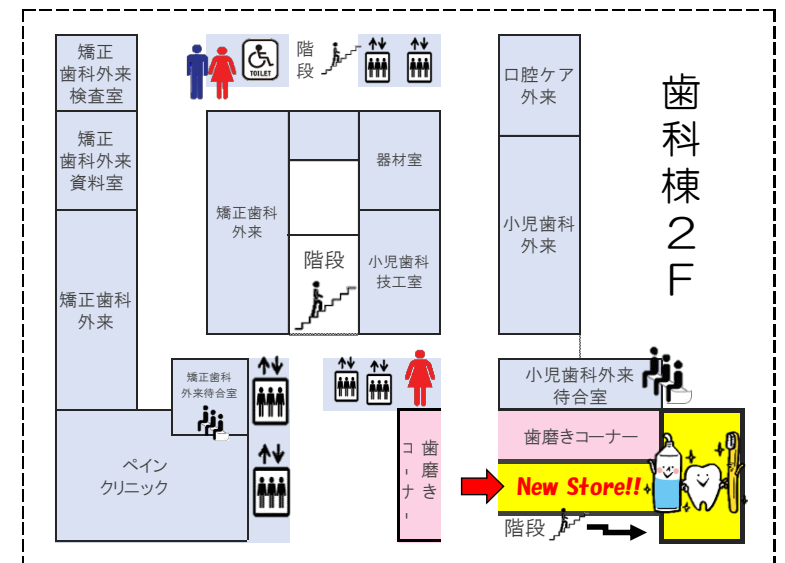 矯正
歯科外来
検査室
TOILET
階
段
口腔ケア
外来
歯科棟2F
矯正
歯科外来
資料室
矯正歯科
外来
器材室
小児歯科
外来
階段
小児歯科
技工室
矯正歯科
外来
矯正歯科
外来待合室
小児歯科外来
待合室
歯磨き
コーナー
歯磨きコーナー
ペイン
クリニック
New Store!!
階段